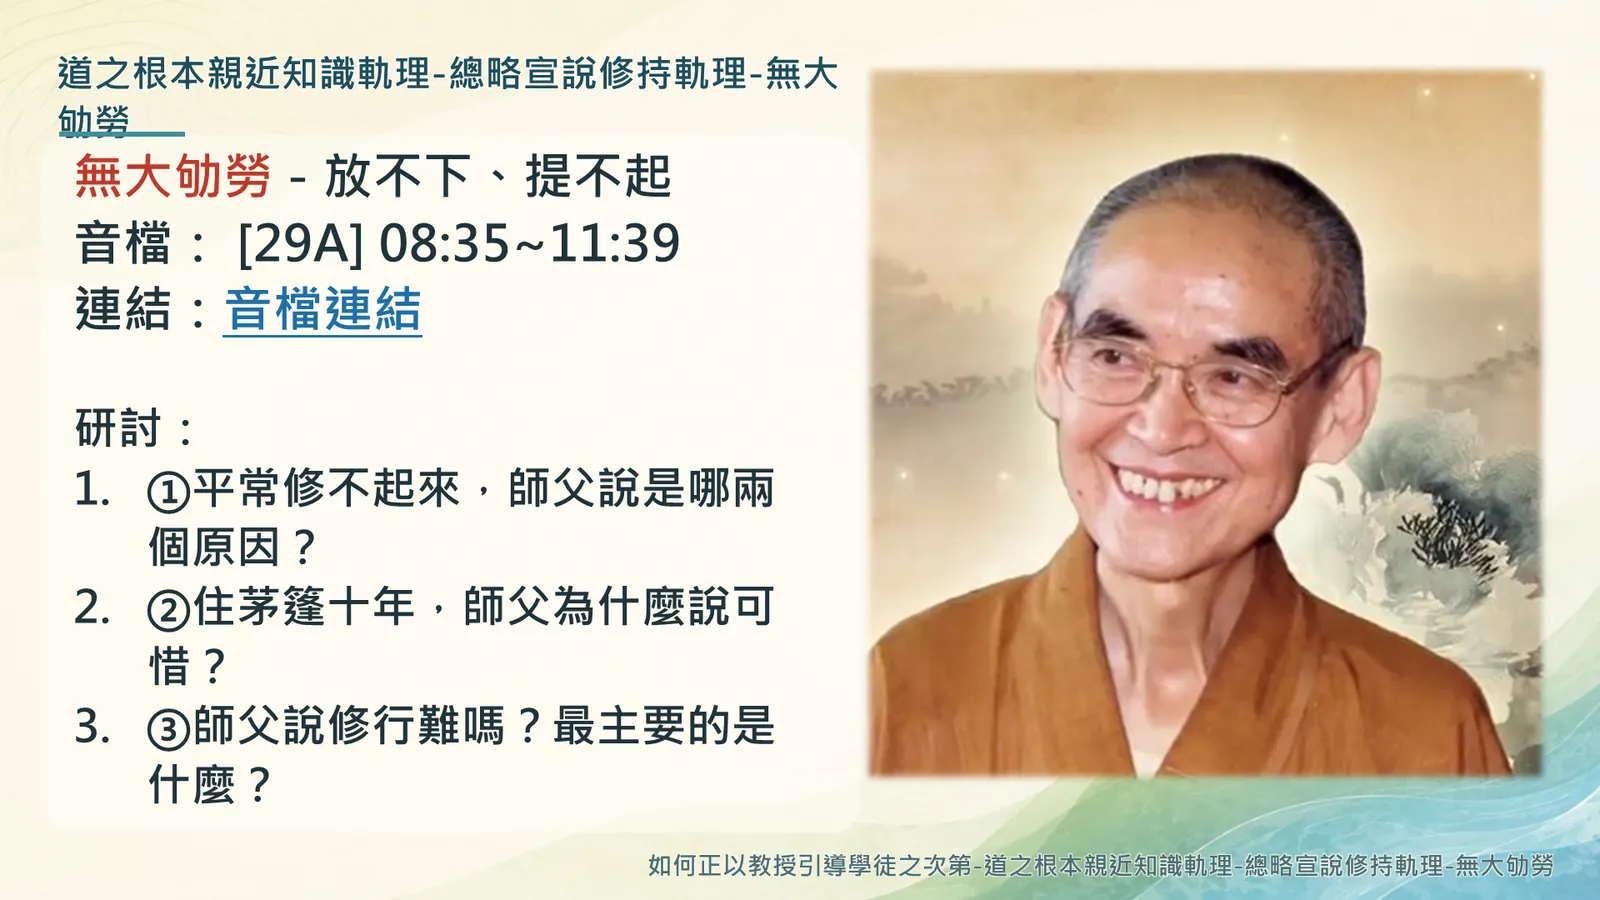 道之根本親近知識軌理-總略宣說修持軌理-無大
劬勞
無大劬勞 - 放不下、提不起
音檔： [29A] 08:35~11:39
連結：音檔連結
研討：
1. ①平常修不起來，師父說是哪兩
個原因？
2. ②住茅篷十年，師父為什麼說可
惜？
3. ③師父說修行難嗎？最主要的是
什麼？
如何正以教授引導學徒之次第-道之根本親近知識軌理-總略宣說修持軌理-無大劬勞